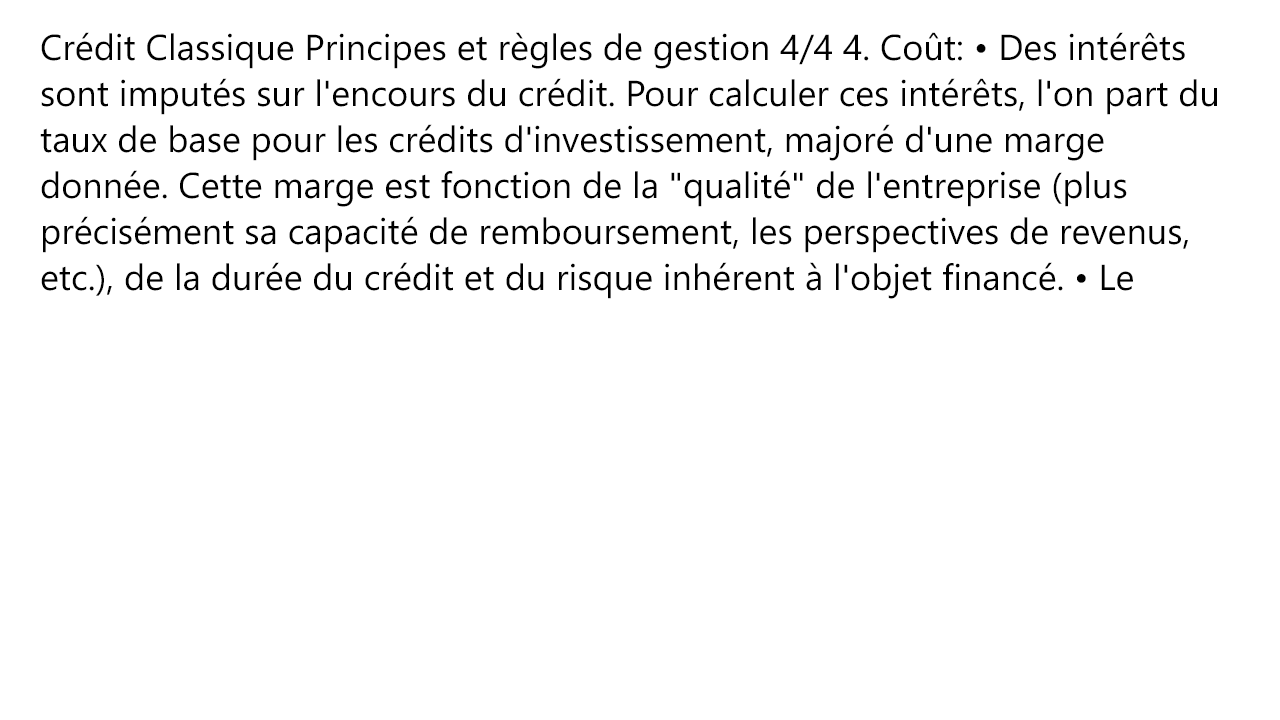 Crédit Classique Principes et règles de gestion 4/4 4. Coût: • Des intérêts
sont imputés sur l'encours du crédit. Pour calculer ces intérêts, l'on part du
taux de base pour les crédits d'investissement, majoré d'une marge
donnée. Cette marge est fonction de la "qualité" de l'entreprise (plus
précisément sa capacité de remboursement, les perspectives de revenus,
etc.), de la durée du crédit et du risque inhérent à l'objet financé. • Le